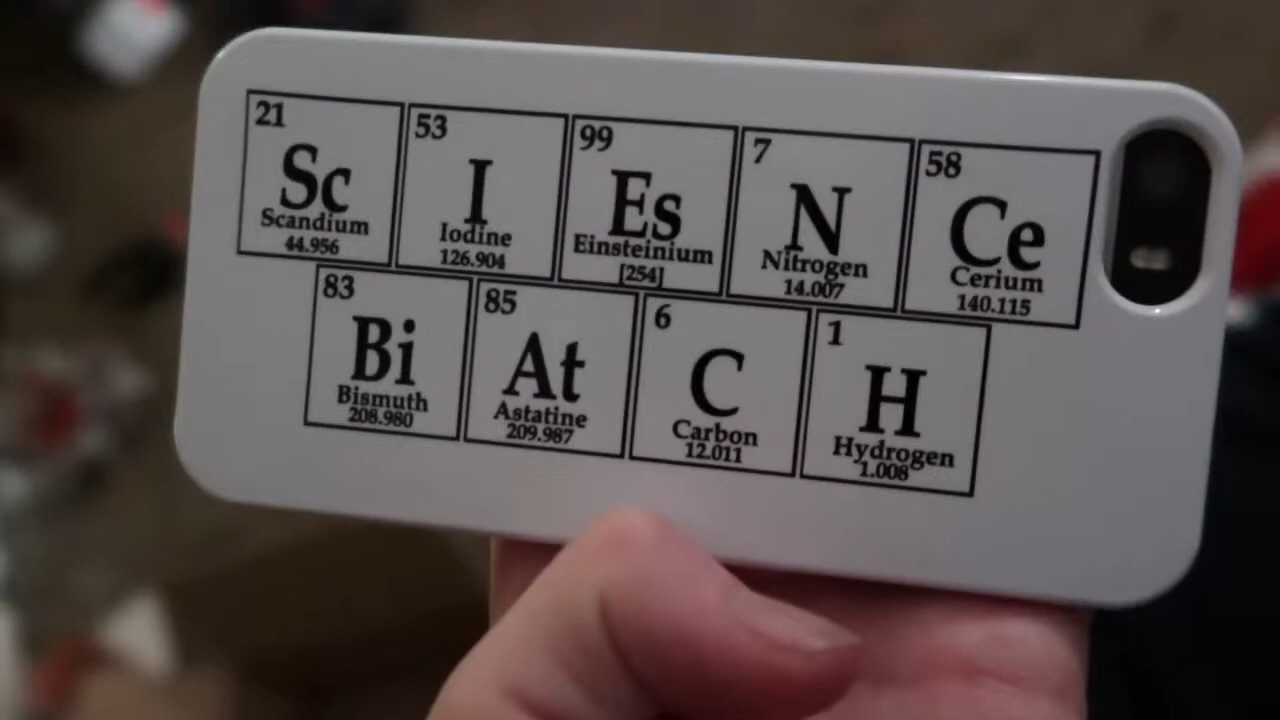 21 53 99 7 58
Sc I Es N Ce
Scandium Iodine Einsteinium Nitrogen Cerium
44.956 126.904 [254] 14.007 140.115
83 85 6 1
Bi At C H
Bismuth Astatine Carbon Hydrogen
208.980 209.987 12.011 1.008